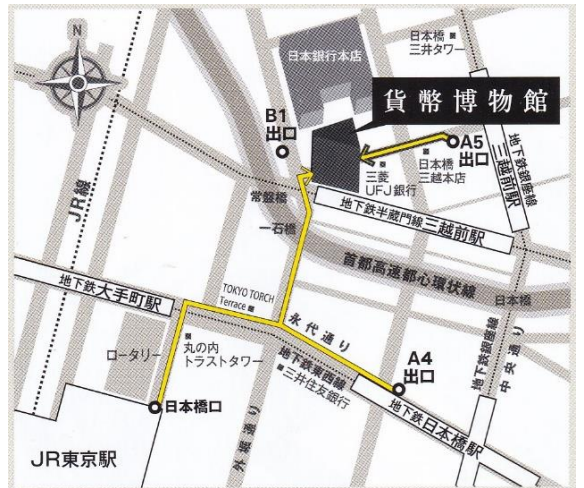 N
日本銀行本店
日本橋
三井タワー
貨幣博物館
B1
出口
A5
出口
地下鉄銀座線
三越前駅
日本橋
三越本店
三菱
UFJ銀行
JR線
常盤橋
地下鉄半蔵門線三越前駅
一石橋
首都高速都心環状線
TOKYO TORCH
Terrace
地下鉄大手町駅
日本橋
永代通り
ロータリー
丸の内
トラストタワー
地下鉄東西線
三井住友銀行
A4
出口
地下鉄銀座線
中央通り
日本橋口
外堀通り
地下鉄日本橋駅
JR東京駅